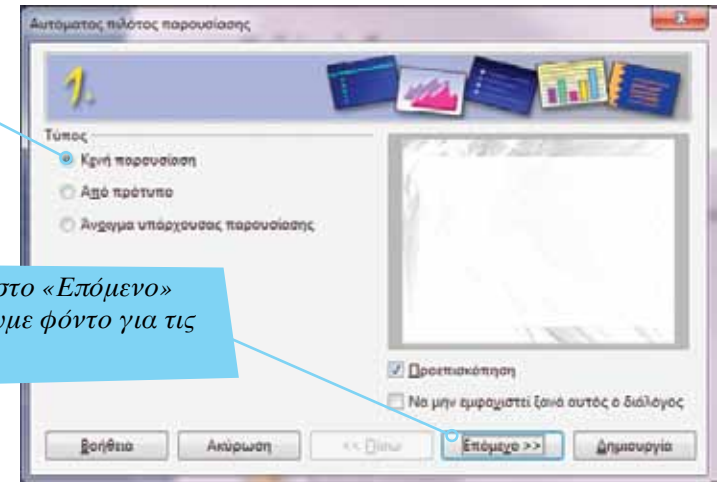 Αυτόματος πιλότος παρουσίασης
1.
Τύπος
Κενή παρουσίαση
Από πρότυπο
Άνοιγμα υπάρχουσας παρουσίασης
στο «Επόμενο»
υμε φόντο για τις
Προεπισκόπηση
Να μην εμφανιστεί ξανά αυτός ο διάλογος
Βοήθεια Ακύρωση << Πίσω Επόμενο >> Δημιουργία